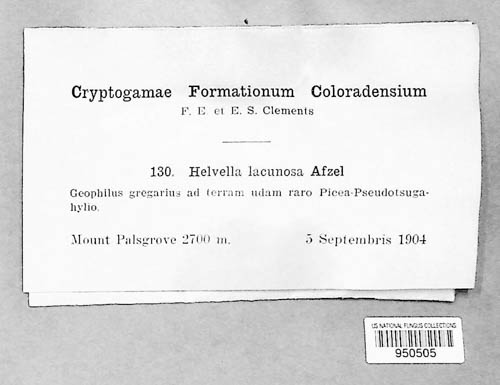 Cryptogamae Formationum Coloradensium
F. E. et E. S. Clements
130. Helvella lacunosa Afzel
Geophilus gregarius ad terram udam raro Picea-Pseudotsuga-
hylio.
Mount Palsgrove 2700 m. 5 Septembris 1904
US NATIONAL FUNGUS COLLECTIONS
950505